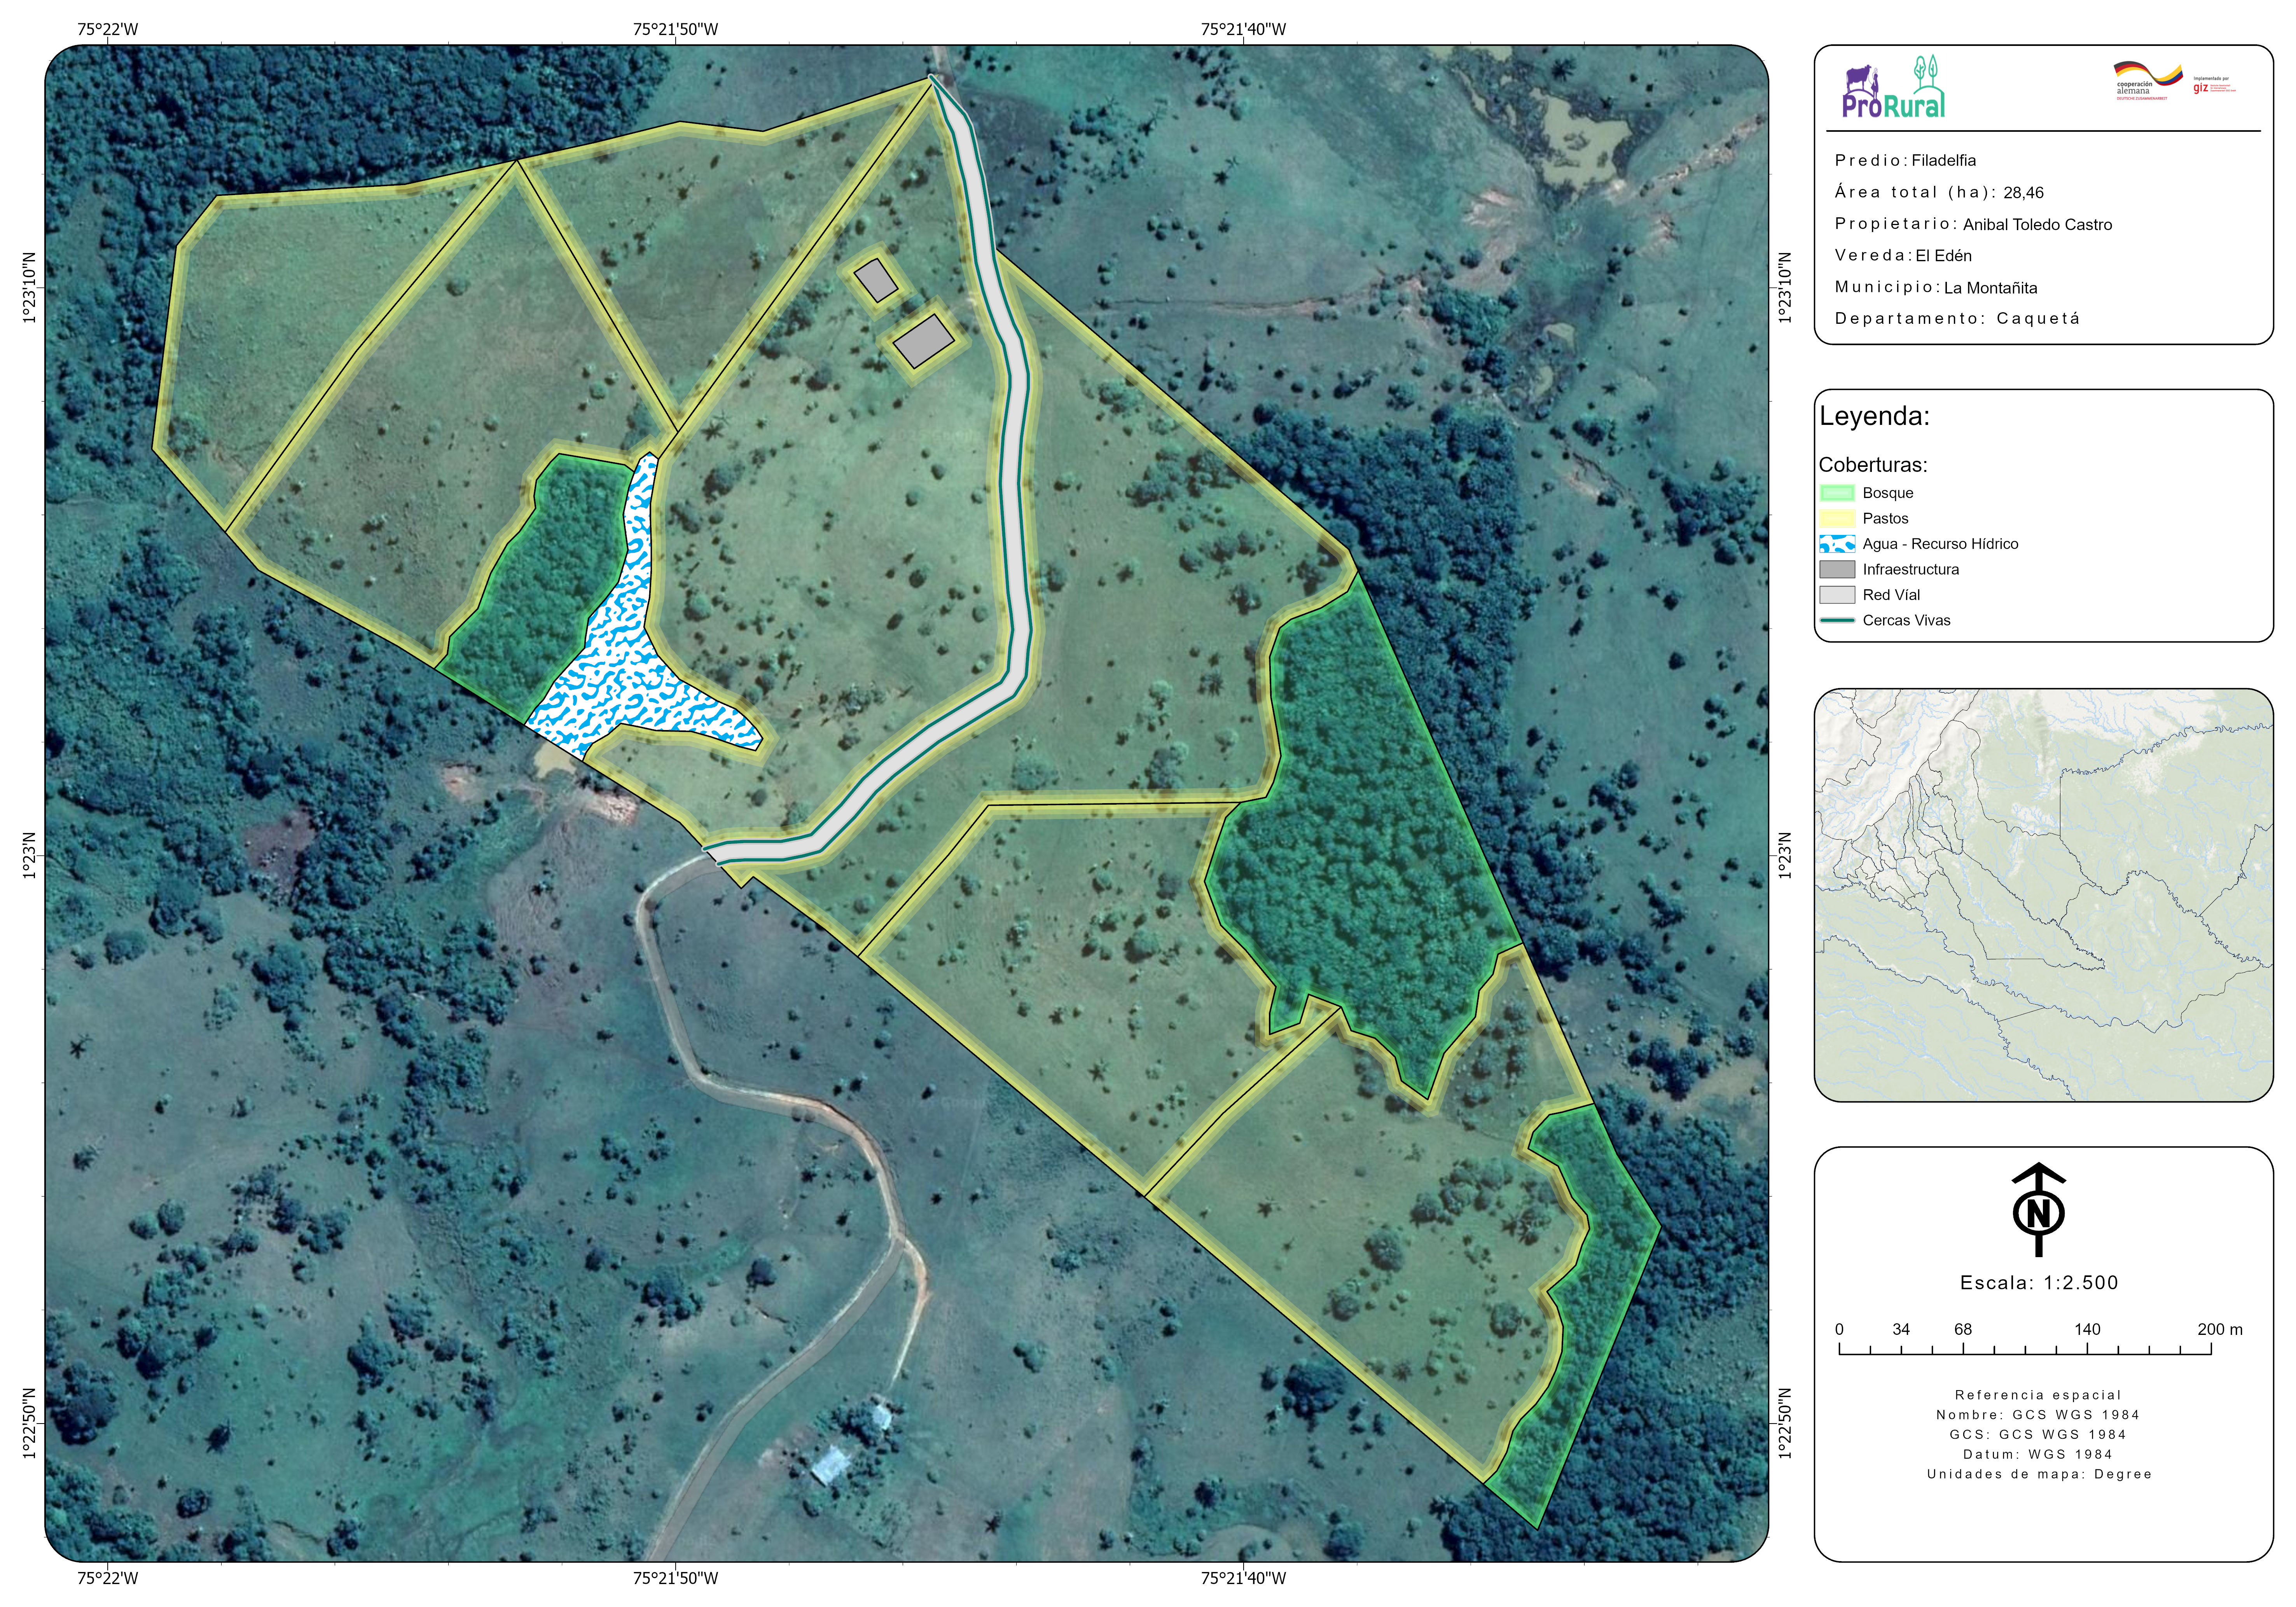 75°22'W
75°21'50"W
75°21'40"W
1°23'10"N
1°23'N
1°22'50"N
1°23'10"N
1°23'N
1°22'50"N
75°22'W
75°21'50"W
75°21'40"W
ProRural
cooperación
alemana
DEUTSCHE ZUSAMMENARBEIT
Implementada por
giz
Predio: Filadelfia
Área total (ha): 28,46
Propietario: Anibal Toledo Castro
Vereda: El Edén
Municipio: La Montañita
Departamento: Caquetá
Leyenda:
Coberturas:
Bosque
Pastos
Agua - Recurso Hídrico
Infraestructura
Red Víal
Cercas Vivas
N
Escala: 1:2.500
0 34 68 140 200 m
Referencia espacial
Nombre: GCS WGS 1984
GCS: GCS WGS 1984
Datum: WGS 1984
Unidades de mapa: Degree